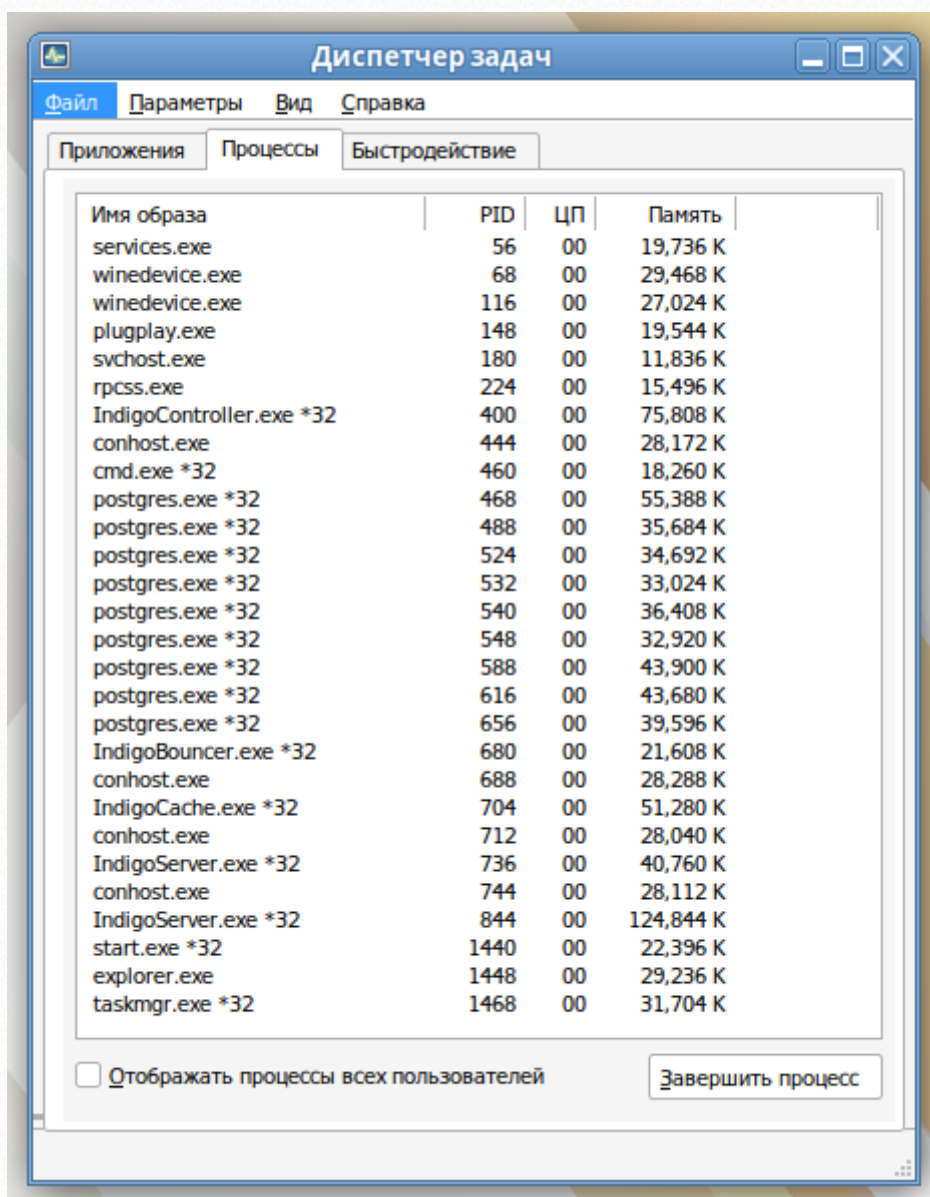 Диспетчер задач
Файл Параметры Вид Справка
Приложения Процессы Быстродействие
Имя образа PID ЦП Память
services.exe 56 00 19,736 K
winedevice.exe 68 00 29,468 K
winedevice.exe 116 00 27,024 K
plugplay.exe 148 00 19,544 K
svchost.exe 180 00 11,836 K
rpcss.exe 224 00 15,496 K
IndigoController.exe *32 400 00 75,808 K
conhost.exe 444 00 28,172 K
cmd.exe *32 460 00 18,260 K
postgres.exe *32 468 00 55,388 K
postgres.exe *32 488 00 35,684 K
postgres.exe *32 524 00 34,692 K
postgres.exe *32 532 00 33,024 K
postgres.exe *32 540 00 36,408 K
postgres.exe *32 548 00 32,920 K
postgres.exe *32 588 00 43,900 K
postgres.exe *32 616 00 43,680 K
postgres.exe *32 656 00 39,596 K
IndigoBouncer.exe *32 680 00 21,608 K
conhost.exe 688 00 28,288 K
IndigoCache.exe *32 704 00 51,280 K
conhost.exe 712 00 28,040 K
IndigoServer.exe *32 736 00 40,760 K
conhost.exe 744 00 28,112 K
IndigoServer.exe *32 844 00 124,844 K
start.exe *32 1440 00 22,396 K
explorer.exe 1448 00 29,236 K
taskmgr.exe *32 1468 00 31,704 K
Отображать процессы всех пользователей Завершить процесс